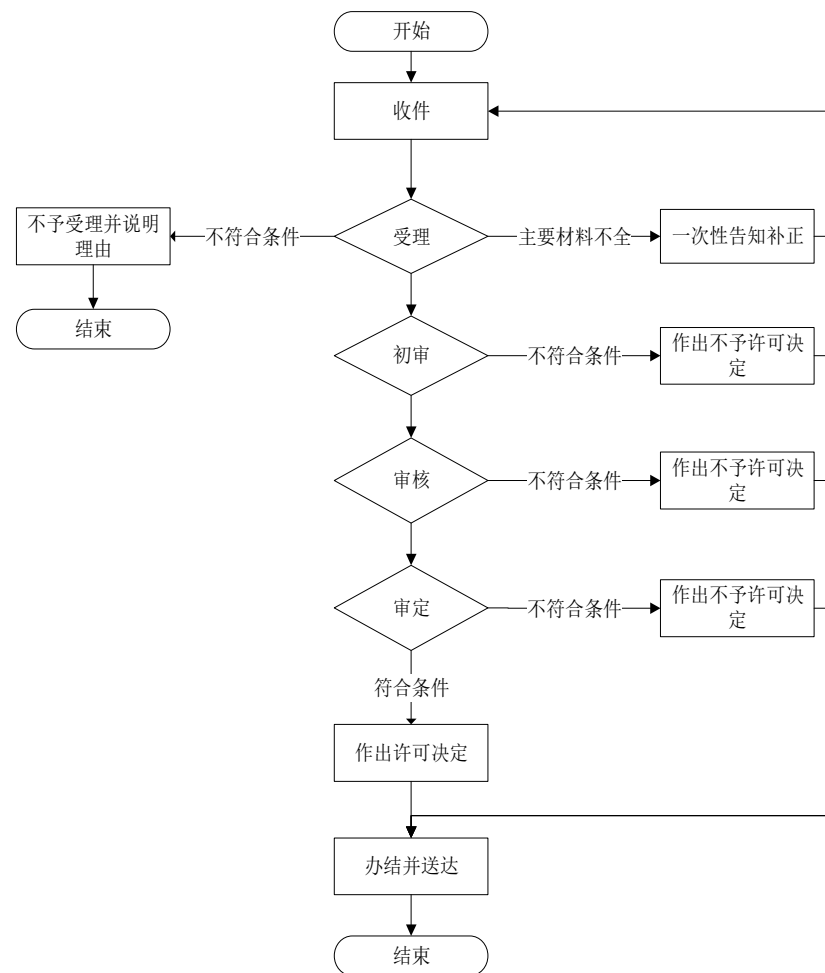 开始
收件
不予受理并说明
理由
不符合条件
受理
主要材料不全
一次性告知补正
结束
初审
不符合条件
作出不予许可决
定
审核
不符合条件
作出不予许可决
定
审定
不符合条件
作出不予许可决
定
符合条件
作出许可决定
办结并送达
结束